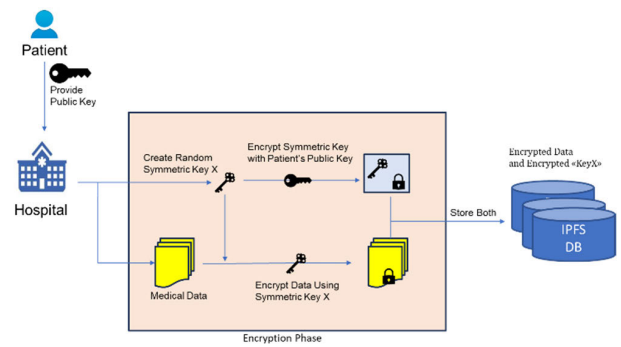 Patient
Provide
Public Key
Hospital
Create Random
Symmetric Key X
Encrypt Symmetric Key
with Patient's Public Key
Medical Data
Encrypt Data Using
Symmetric Key X
Store Both
Encrypted Data
and Encrypted «KeyX»
IPFS
DB
Encryption Phase